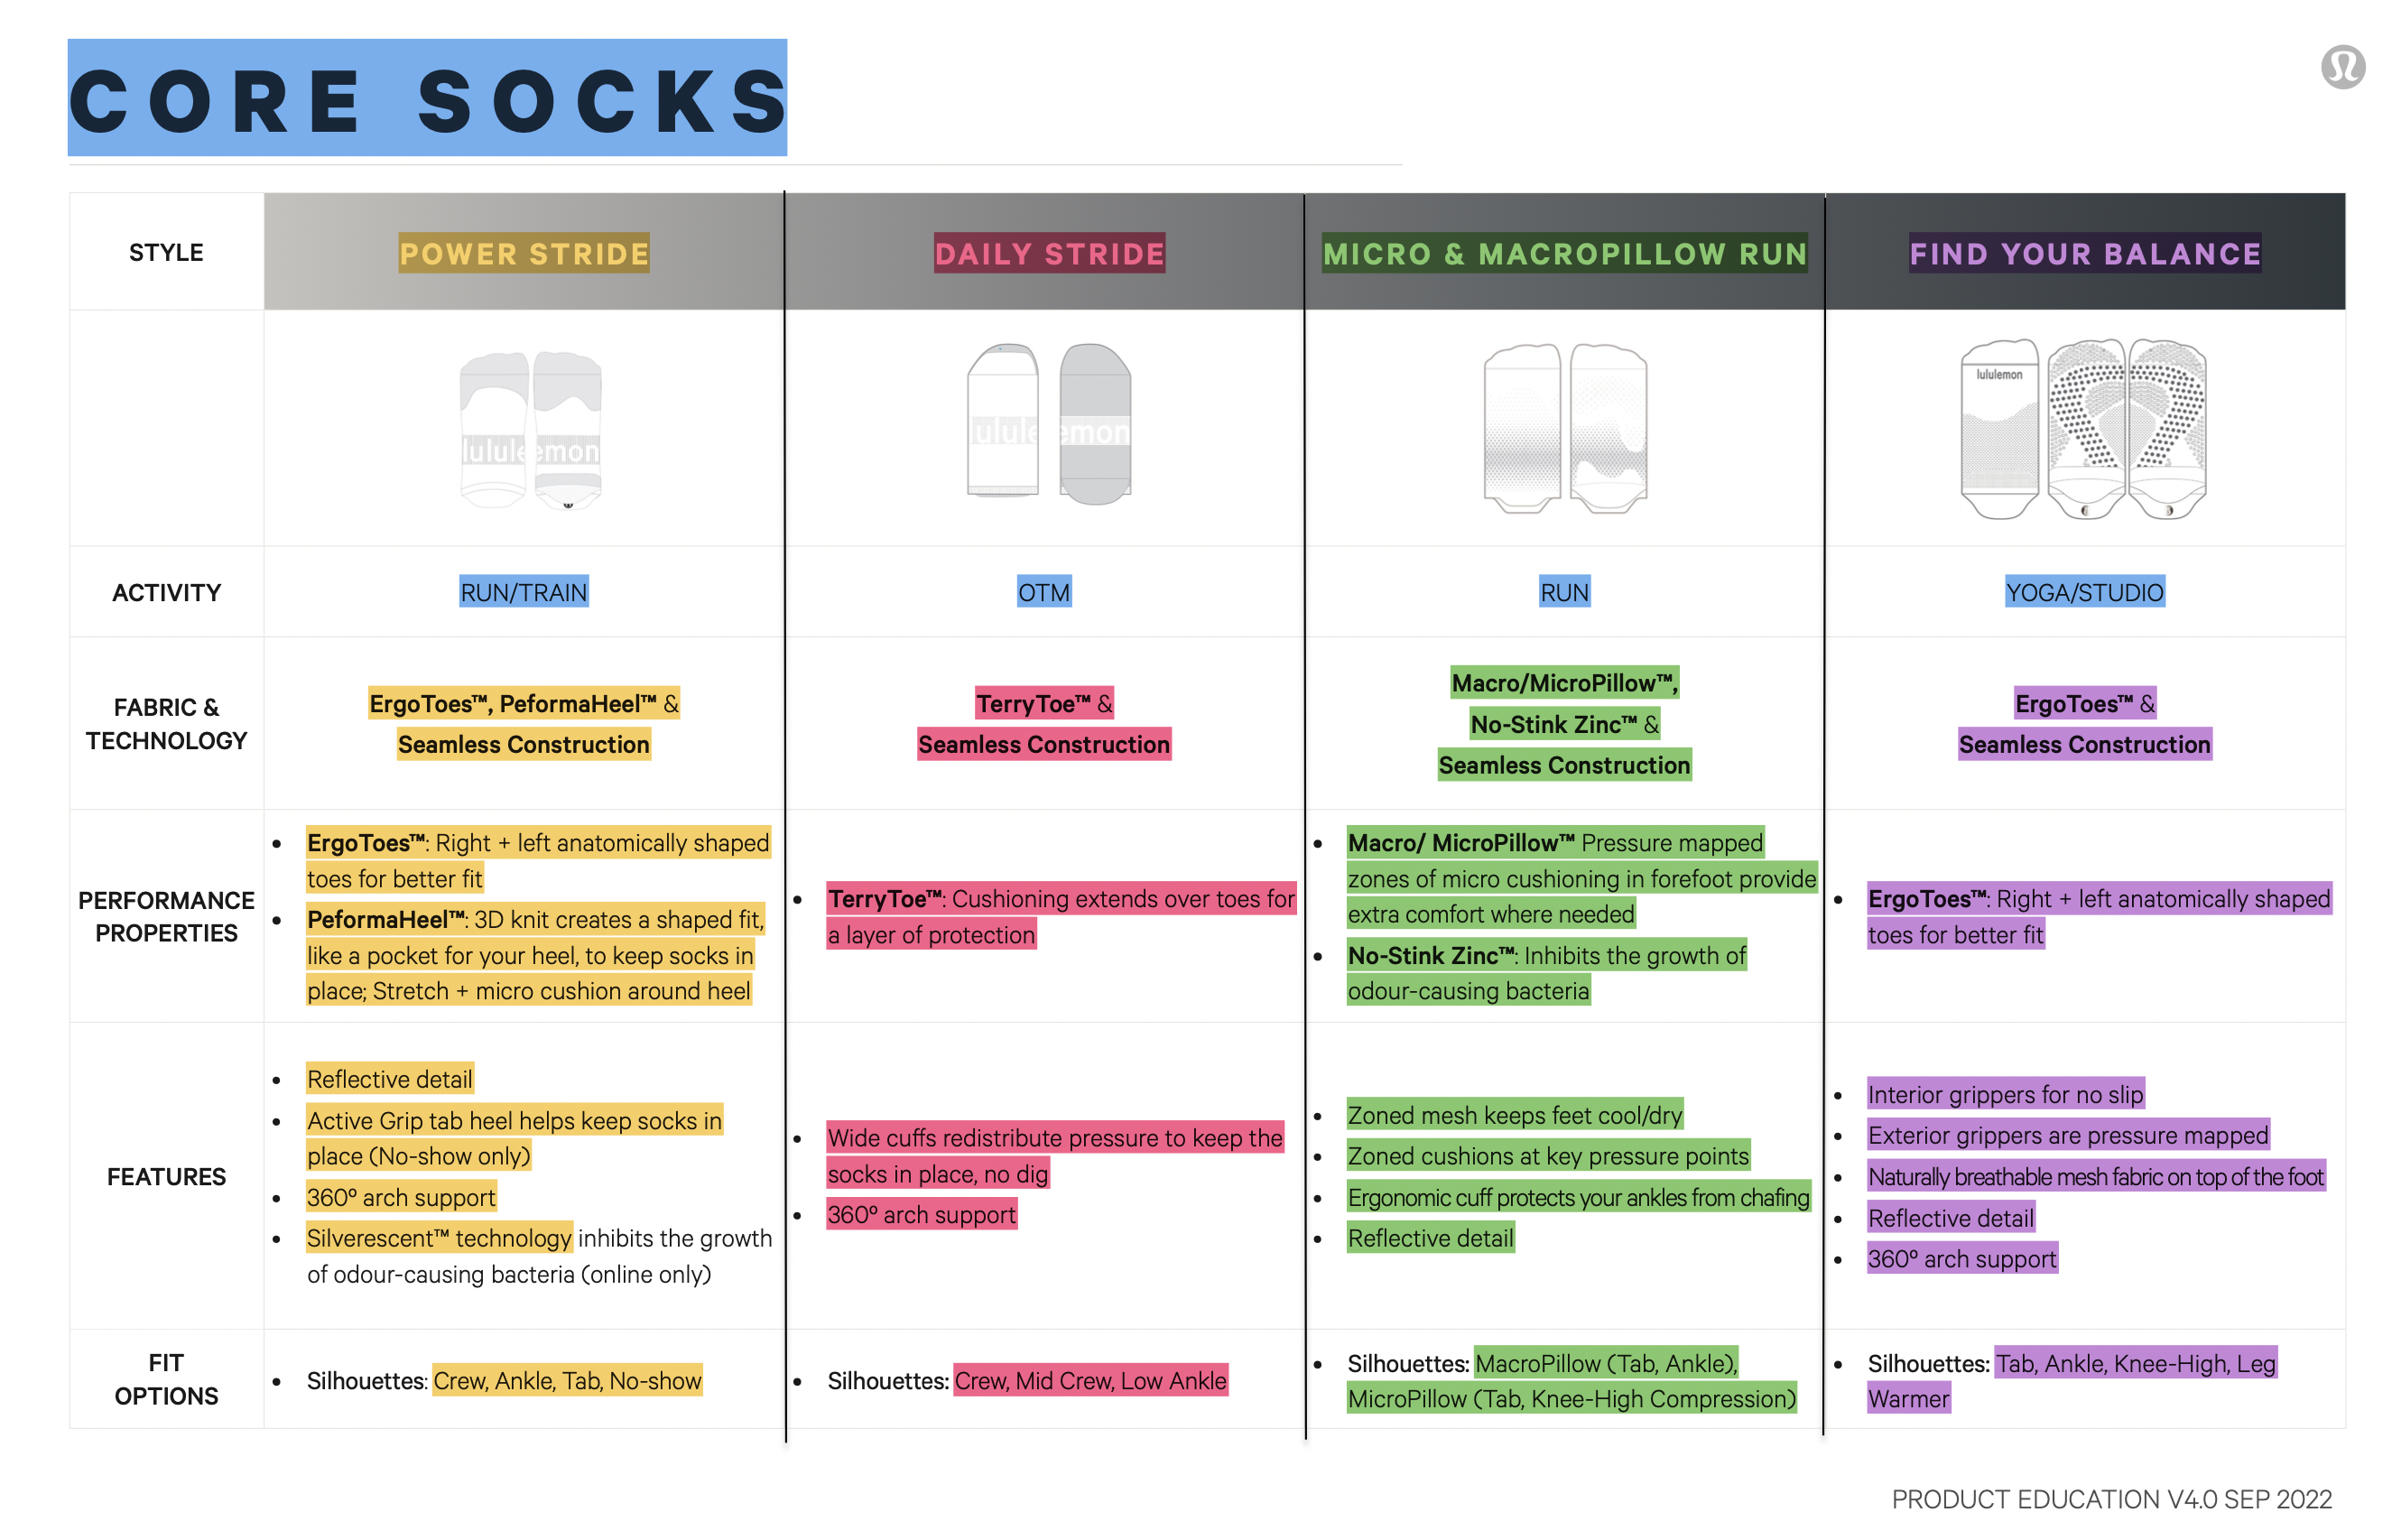 CORE SOCKS
STYLE
POWER STRIDE
DAILY STRIDE
MICRO & MACROPILLOW RUN
FIND YOUR BALANCE
lululemon
ulule emon
lululemon
ACTIVITY
RUN/TRAIN
OTM
RUN
YOGA/STUDIO
FABRIC &
TECHNOLOGY
ErgoToes™, PeformaHeel™ &
Seamless Construction
TerryToe™ &
Seamless Construction
Macro/MicroPillow™,
No-Stink Zinc™ &
Seamless Construction
ErgoToes™ &
Seamless Construction
PERFORMANCE
PROPERTIES
• ErgoToes™: Right + left anatomically shaped
toes for better fit
• PeformaHeel™: 3D knit creates a shaped fit,
like a pocket for your heel, to keep socks in
place; Stretch + micro cushion around heel
• TerryToe™: Cushioning extends over toes for
a layer of protection
• Macro/ MicroPillow™ Pressure mapped
zones of micro cushioning in forefoot provide
extra comfort where needed
• No-Stink Zinc™: Inhibits the growth of
odour-causing bacteria
• ErgoToes™: Right + left anatomically shaped
toes for better fit
FEATURES
• Reflective detail
• Active Grip tab heel helps keep socks in
place (No-show only)
• 360º arch support
• Silverescent™ technology inhibits the growth
of odour-causing bacteria (online only)
• Wide cuffs redistribute pressure to keep the
socks in place, no dig
• 360º arch support
• Zoned mesh keeps feet cool/dry
• Zoned cushions at key pressure points
• Ergonomic cuff protects your ankles from chafing
• Reflective detail
• Interior grippers for no slip
• Exterior grippers are pressure mapped
• Naturally breathable mesh fabric on top of the foot
• Reflective detail
• 360º arch support
FIT
OPTIONS
• Silhouettes: Crew, Ankle, Tab, No-show
• Silhouettes: Crew, Mid Crew, Low Ankle
• Silhouettes: MacroPillow (Tab, Ankle),
MicroPillow (Tab, Knee-High Compression)
• Silhouettes: Tab, Ankle, Knee-High, Leg
Warmer
PRODUCT EDUCATION V4.0 SEP 2022